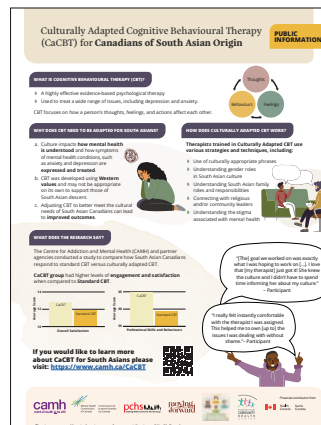 Culturally Adapted Cognitive Behavioural Therapy
(CaCBT) for Canadians of South Asian Origin
PUBLIC
INFORMATION
WHAT IS COGNITIVE BEHAVIOURAL THERAPY (CBT)?
A highly effective evidence-based psychological therapy
Used to treat a wide range of issues, including depression and anxiety.
CBT focuses on how a person's thoughts, feelings, and actions affect each other.
Thoughts
Behaviours
Feelings
WHY DOES CBT NEED TO BE ADAPTED FOR SOUTH ASIANS?
a. Culture impacts how mental health
is understood and how symptoms
of mental health conditions, such
as anxiety and depression are
expressed and treated.
b. CBT was developed using Western
values and may not be appropriate
on its own to support those of
South Asian descent.
c. Adjusting CBT to better meet the cultural
needs of South Asian Canadians can lead
to improved outcomes.
HOW DOES CULTURALLY ADAPTED CBT WORK?
Therapists trained in Culturally Adapted CBT use
various strategies and techniques, including:
Use of culturally appropriate phrases
Understanding gender roles
in South Asian culture
Understanding South Asian family
roles and responsibilities
Connecting with religious
and/or community leaders
Understanding the stigma
associated with mental health
WHAT DOES THE RESEARCH SAY?
The Centre for Addiction and Mental Health (CAMH) and partner
agencies conducted a study to compare how South Asian Canadians
respond to standard CBT versus culturally adapted CBT.
CaCBT group had higher levels of engagement and satisfaction
when compared to Standard CBT.
CaCBT
Standard CBT
Overall Satisfaction
CaCBT
Standard CBT
Professional Skills and Behaviours
"[The] goal we worked on was exactly
what I was hoping to work on [...]. I love
that [my therapist] just got it! She knew
the culture and I didn't have to spend
time informing her about my culture."
- Participant
"I really felt instantly comfortable
with the therapist I was assigned.
This helped me to open [up] to the
issues I was dealing with without
shame."- Participant
If you would like to learn more
about CaCBT for South Asians please
visit: https://www.camh.ca/CaCBT
camh
pchs
moving
forward
Financial contribution from:
Health
Canada
Santé
Canada